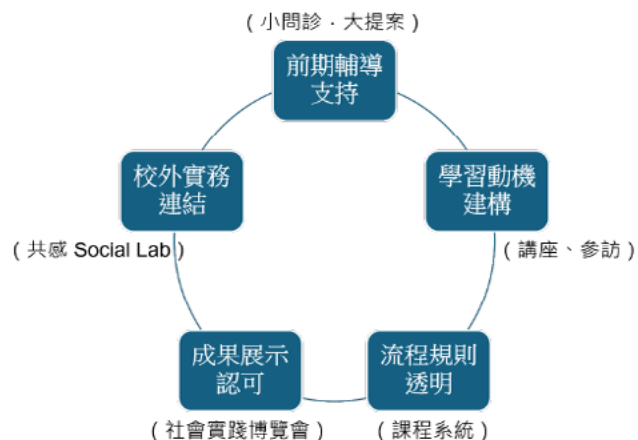 （小問診．大提案）
前期輔導
支持
學習動機
建構
（講座、參訪）
流程規則
透明
（課程系統）
成果展示
認可
（社會實踐博覽會）
校外實務
連結
（共感 Social Lab）